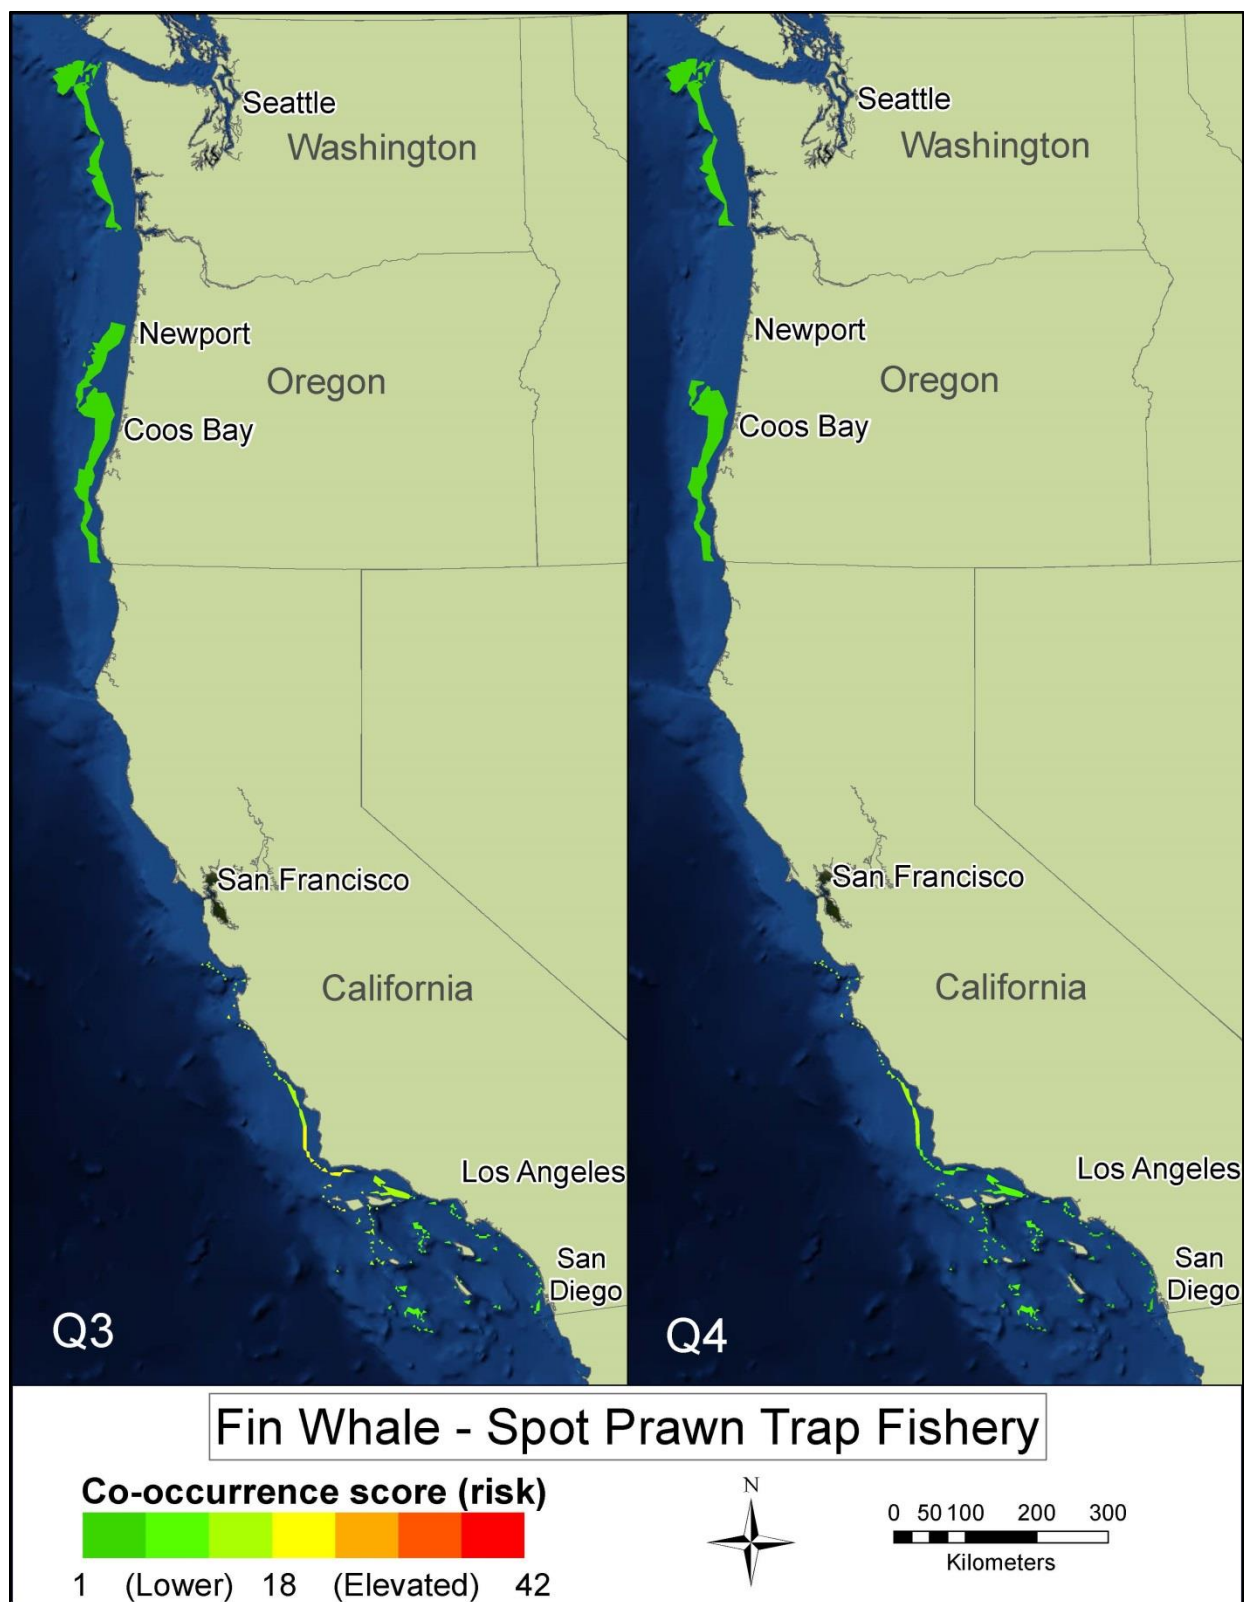 Seattle
Washington
Newport
Oregon
Coos Bay
San Francisco
California
Los Angeles
San
Diego
Q3
Seattle
Washington
Newport
Oregon
Coos Bay
San Francisco
California
Los Angeles
San
Diego
Q4
Fin Whale - Spot Prawn Trap Fishery
Co-occurrence score (risk)
1 (Lower) 18 (Elevated) 42
N
0 50 100 200 300
Kilometers